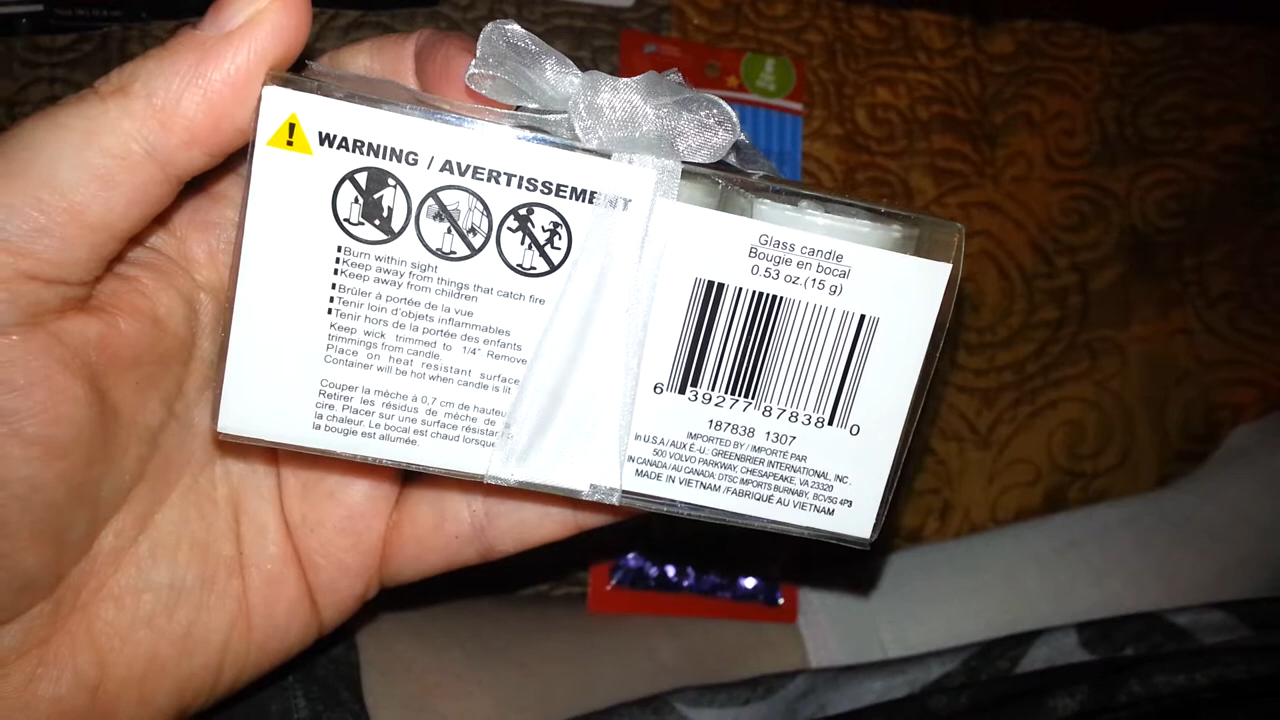 WARNING / AVERTISSEMENT
Burn within sight
Keep away from things that catch fire
Keep away from children
Brûler à portée de la vue
Tenir loin d'objets inflammables
Tenir hors de la portée des enfants
Keep wick trimmed to 1/4" Remove
trimmings from candle.
Place on heat resistant surface
Container will be hot when candle is lit
Couper la mèche à 0,7 cm de hauteu
Retirer les résidus de mèche de
cire. Placer sur une surface résistan
la chaleur. Le bocal est chaud lorsque
la bougie est allumée.
Glass candle
Bougie en bocal
0.53 oz.(15 g)
6 39277 87838 0
187838 1307
IMPORTED BY / IMPORTÉ PAR
In U.S.A / AUX É.-U.: GREENBRIER INTERNATIONAL, INC.
500 VOLVO PARKWAY, CHESAPEAKE, VA 23320
IN CANADA / AU CANADA: DTSC IMPORTS BURNABY, BCV5G 4P3
MADE IN VIETNAM / FABRIQUÉ AU VIETNAM